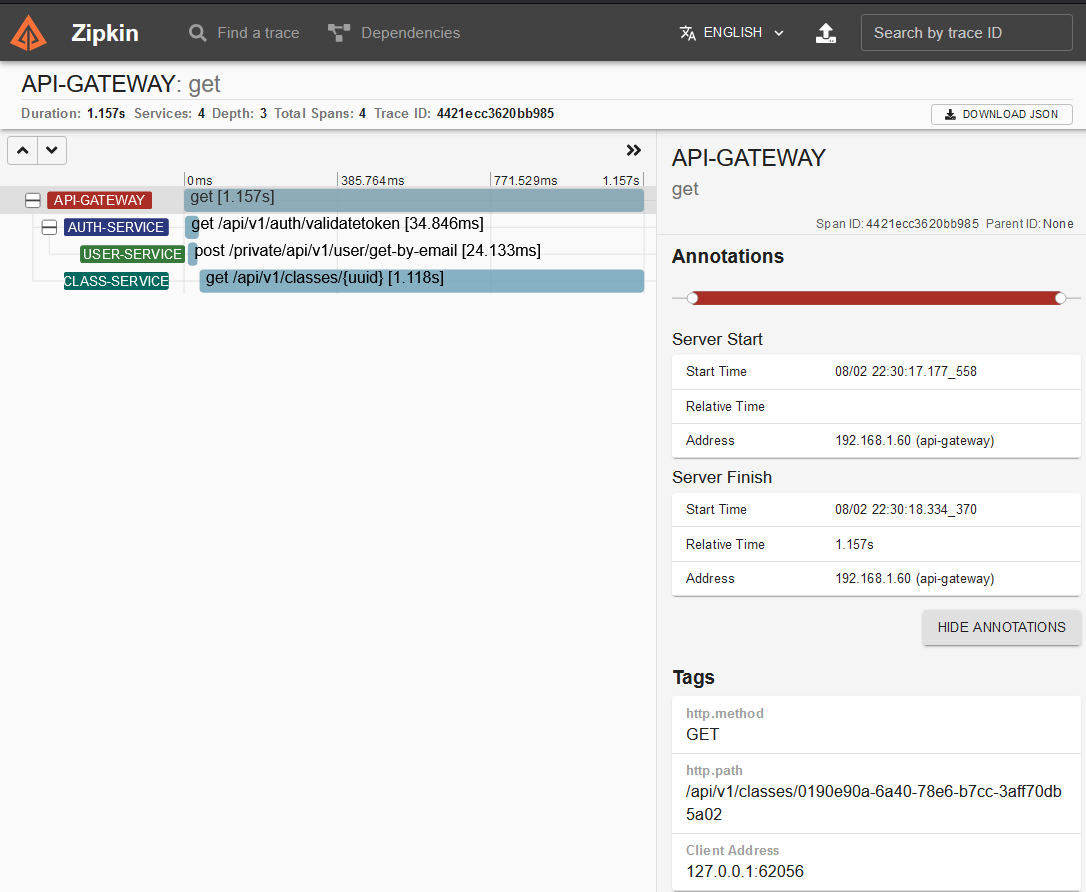 Zipkin
Find a trace
Dependencies
ENGLISH
Search by trace ID
API-GATEWAY: get
Duration: 1.157s Services: 4 Depth: 3 Total Spans: 4 Trace ID: 4421ecc3620bb985
DOWNLOAD JSON
0ms 385.764ms 771.529ms 1.157s
API-GATEWAY get [1.157s]
AUTH-SERVICE get /api/v1/auth/validatetoken [34.846ms]
USER-SERVICE post /private/api/v1/user/get-by-email [24.133ms]
CLASS-SERVICE get /api/v1/classes/{uuid} [1.118s]
API-GATEWAY
get
Span ID: 4421ecc3620bb985 Parent ID: None
Annotations
Server Start
Start Time 08/02 22:30:17.177_558
Relative Time
Address 192.168.1.60 (api-gateway)
Server Finish
Start Time 08/02 22:30:18.334_370
Relative Time 1.157s
Address 192.168.1.60 (api-gateway)
HIDE ANNOTATIONS
Tags
http.method
GET
http.path
/api/v1/classes/0190e90a-6a40-78e6-b7cc-3aff70db
5a02
Client Address
127.0.0.1:62056